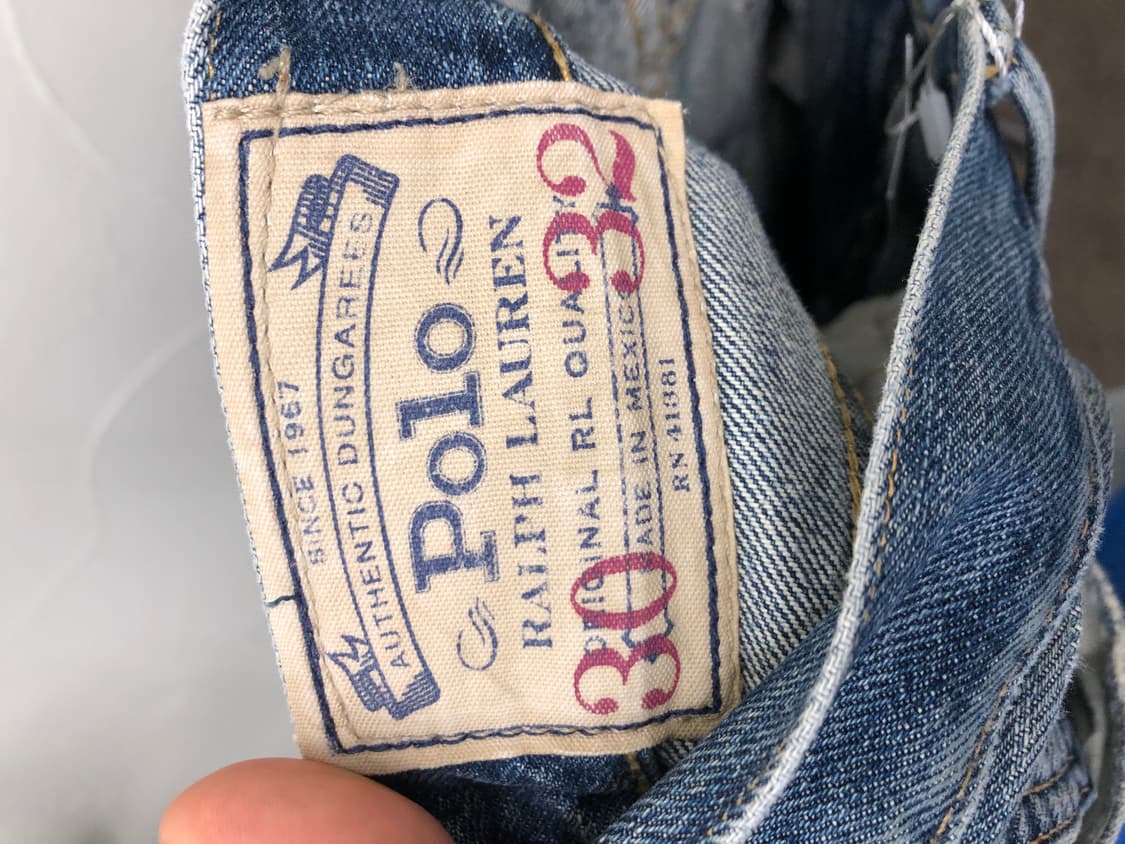 SINCE 1967
AUTHENTIC DUNGAREES
Polo
RALPH LAUREN
ORIGINAL RL QUALITY
MADE IN MEXICO
30 32
RN 41381